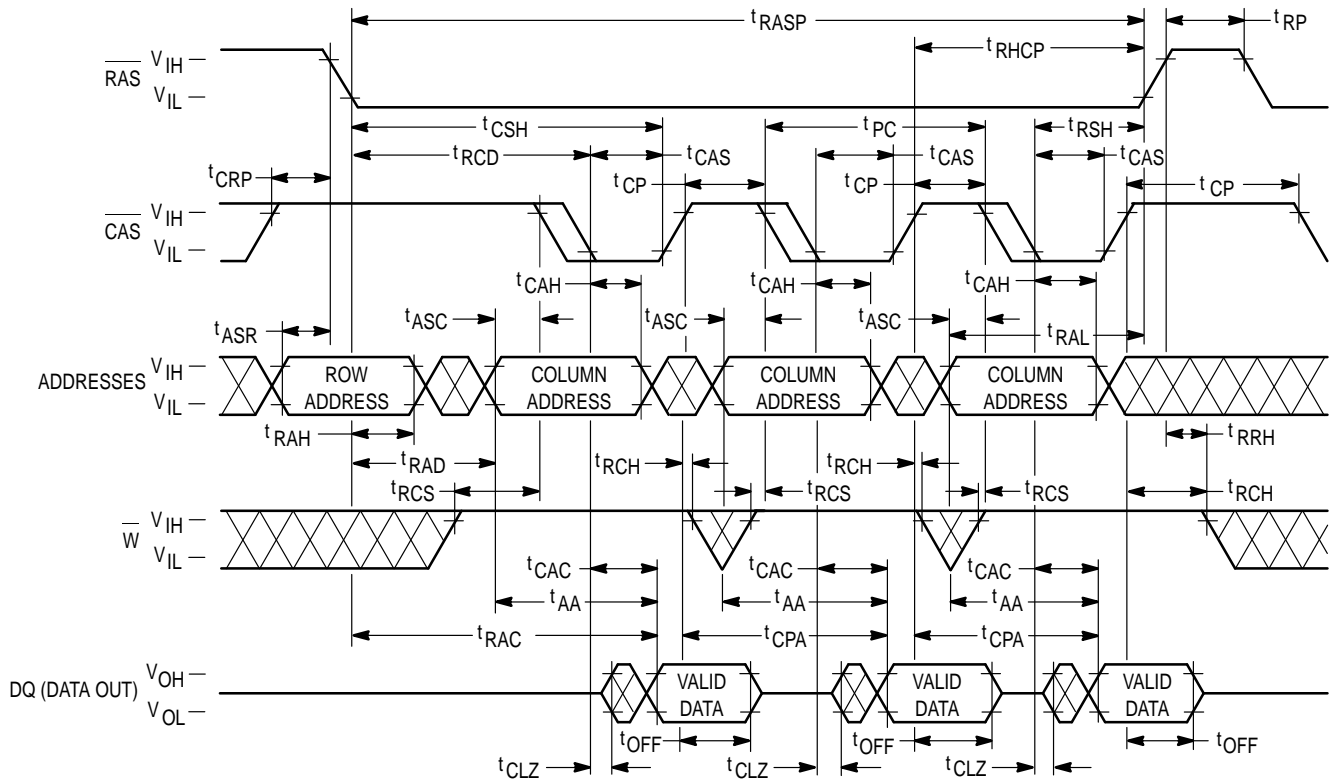 tRASP tRP
tRHCP
RAS VIH
VIL
tCSH tPC tRSH
tRCD tCAS tCAS tCAS
tCRP tCP tCP tCP
CAS VIH
VIL
tCAH tCAH tCAH
tASR tASC tASC tASC tRAL
ADDRESSES VIH ROW COLUMN COLUMN COLUMN
VIL ADDRESS ADDRESS ADDRESS ADDRESS
tRAH tRRH
tRAD tRCH tRCH
tRCS tRCS tRCS tRCH
W VIH
VIL
tCAC tCAC tCAC
tAA tAA tAA
tRAC tCPA tCPA
DQ (DATA OUT) VOH VALID VALID VALID
VOL DATA DATA DATA
tOFF tOFF tOFF
tCLZ tCLZ tCLZ